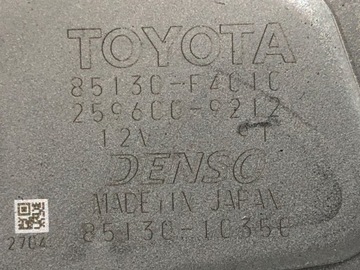 TOYOTA
85130-F4010
259600-9212
12V T
DENSO
MADE IN JAPAN
85130-10350
2704